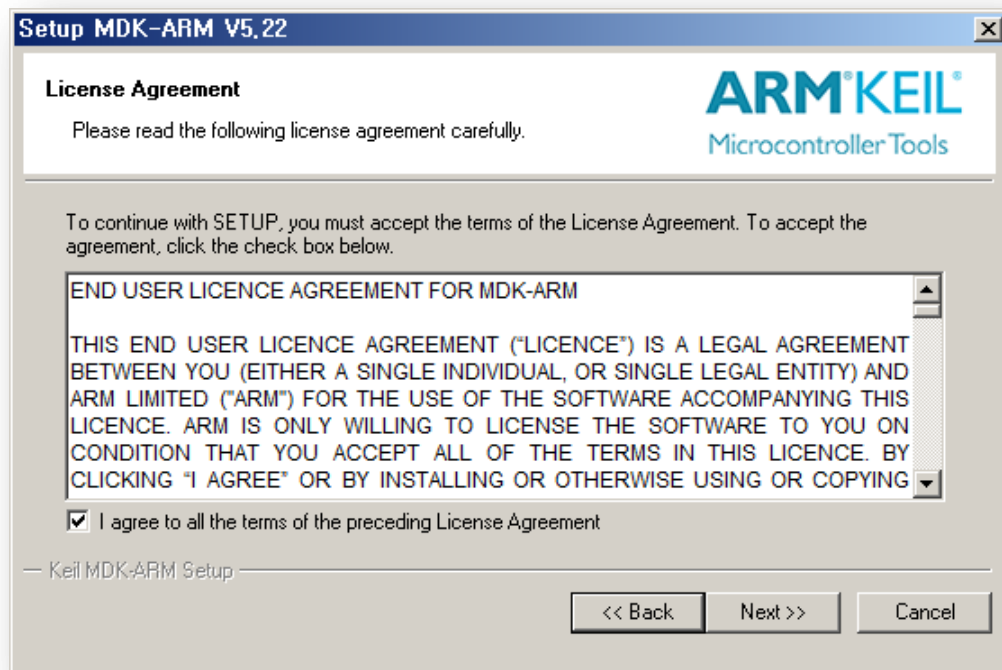 Setup MDK-ARM V5,22
License Agreement
Please read the following license agreement carefully.
ARM®KEIL®
Microcontroller Tools
To continue with SETUP, you must accept the terms of the License Agreement. To accept the
agreement, click the check box below.
END USER LICENCE AGREEMENT FOR MDK-ARM
THIS END USER LICENCE AGREEMENT (“LICENCE”) IS A LEGAL AGREEMENT
BETWEEN YOU (EITHER A SINGLE INDIVIDUAL, OR SINGLE LEGAL ENTITY) AND
ARM LIMITED ("ARM") FOR THE USE OF THE SOFTWARE ACCOMPANYING THIS
LICENCE. ARM IS ONLY WILLING TO LICENSE THE SOFTWARE TO YOU ON
CONDITION THAT YOU ACCEPT ALL OF THE TERMS IN THIS LICENCE. BY
CLICKING “I AGREE” OR BY INSTALLING OR OTHERWISE USING OR COPYING
I agree to all the terms of the preceding License Agreement
Keil MDK-ARM Setup
<< Back
Next >>
Cancel